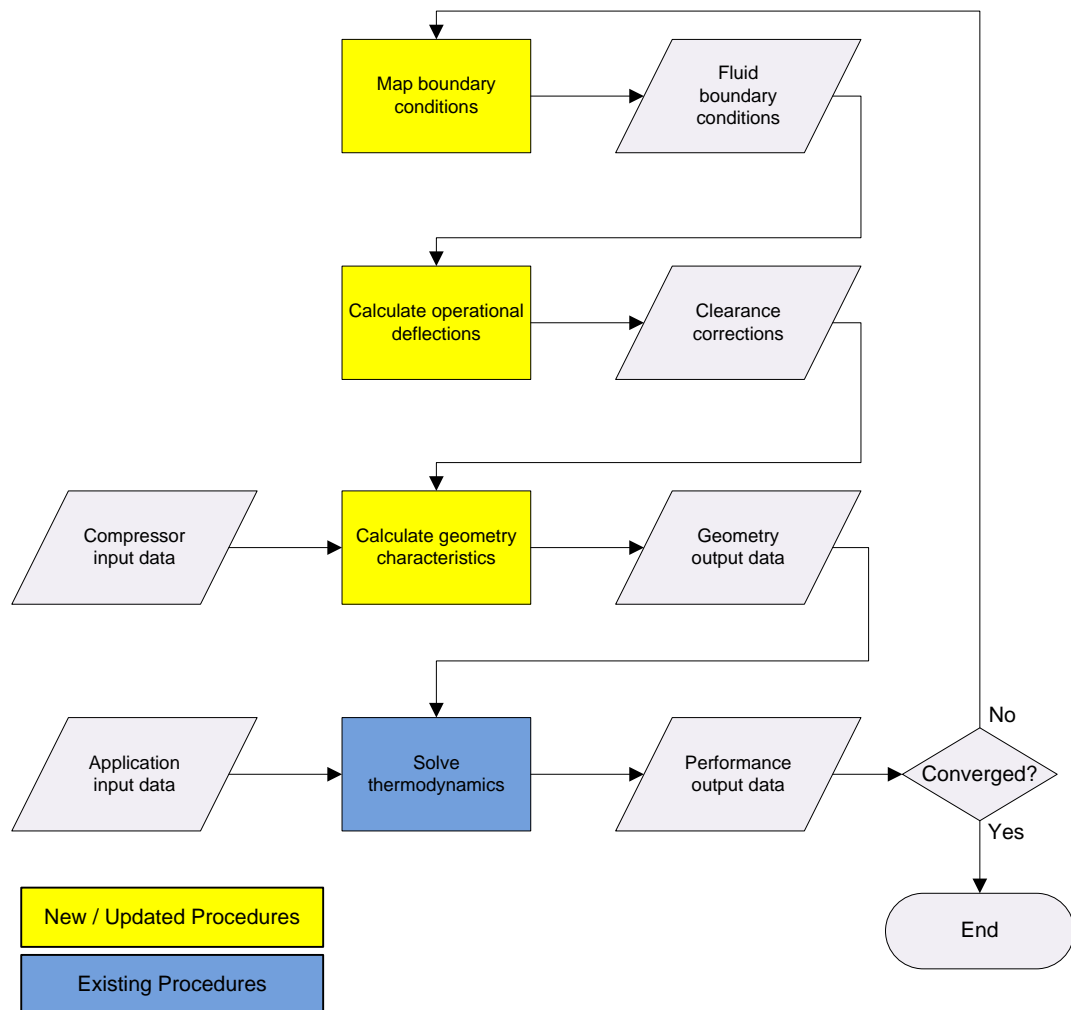 Map boundary
conditions
Fluid
boundary
conditions
Calculate operational
deflections
Clearance
corrections
Compressor
input data
Calculate geometry
characteristics
Geometry
output data
Application
input data
Solve
thermodynamics
Performance
output data
Converged?
No
Yes
End
New / Updated Procedures
Existing Procedures